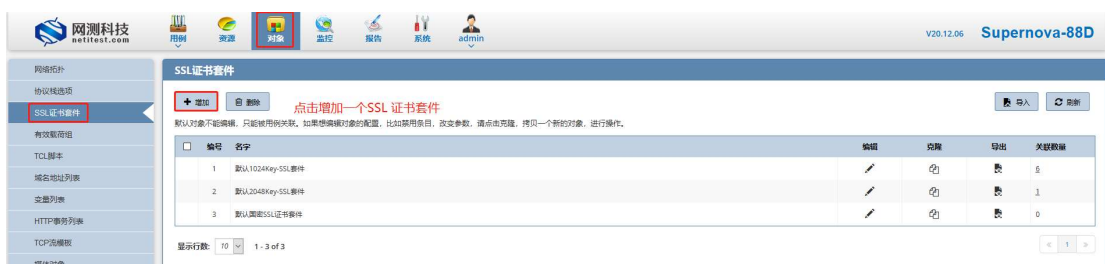 网测科技
netitest.com
用例 资源 对象 监控 报告 系统 admin
V20.12.06 Supernova-88D
网络拓扑
协议栈选项
SSL证书套件
有效载荷组
TCL脚本
域名地址列表
变量列表
HTTP事务列表
TCP流模板
SSL证书套件
增加 删除 点击增加一个SSL 证书套件 导入 刷新
默认对象不能编辑，只能被用例关联。如果想编辑对象的配置，比如禁用条目，改变参数，请点击克隆，拷贝一个新的对象，进行操作。
编号 名字 编辑 克隆 导出 关联数量
1 默认1024Key-SSL套件 6
2 默认2048Key-SSL套件 1
3 默认国密SSL证书套件 0
显示行数: 10 1 - 3 of 3 « 1 »